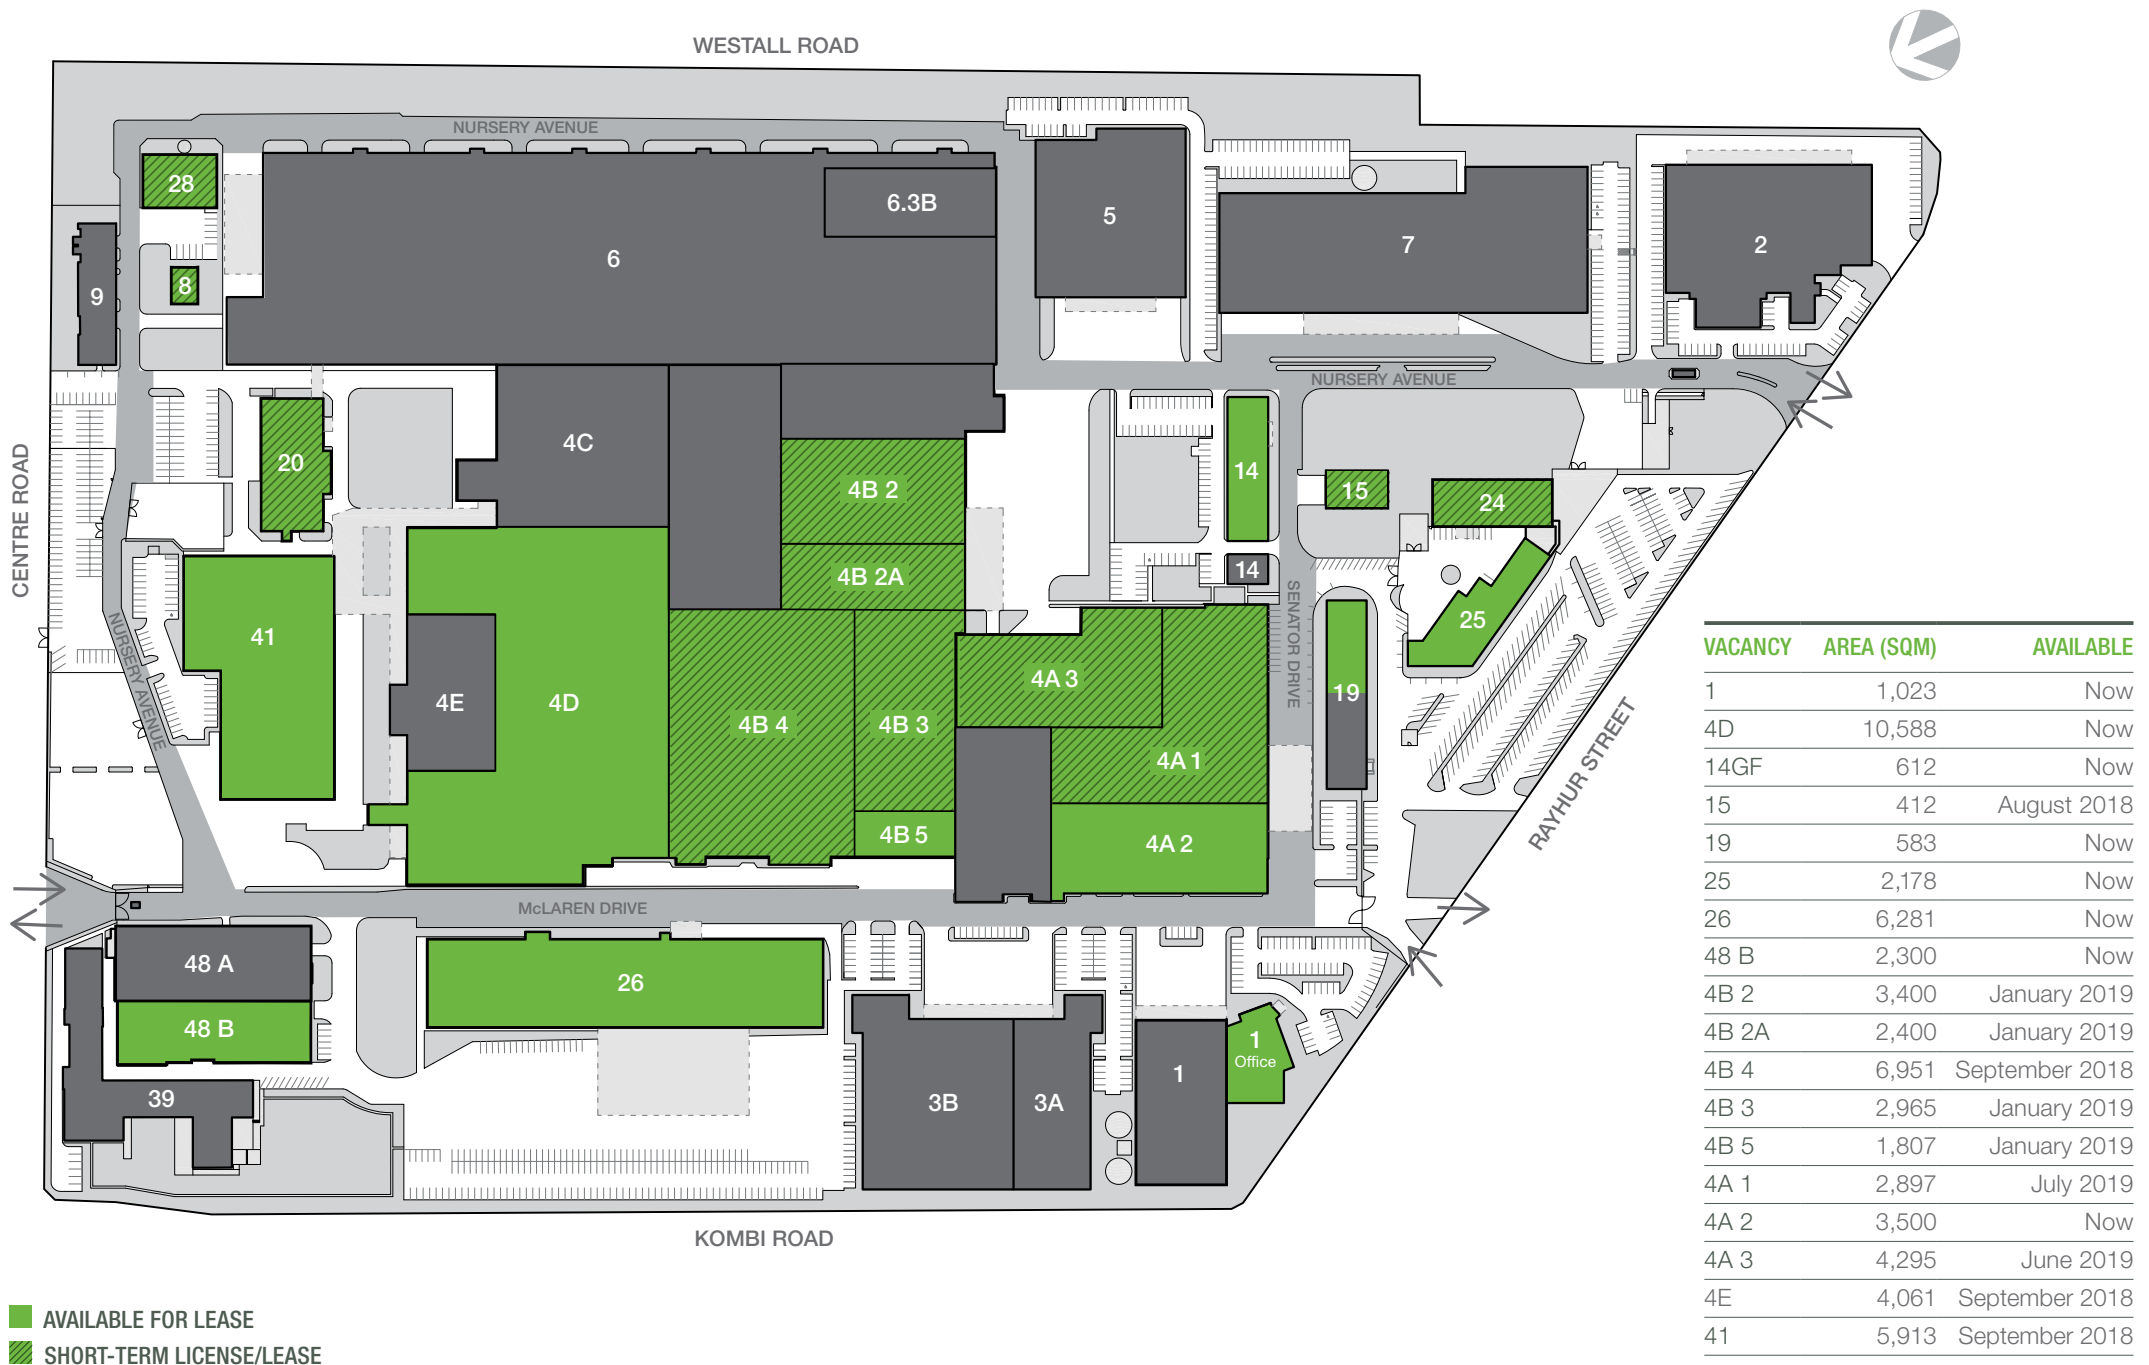 WESTALL ROAD
NURSERY AVENUE
28
6.3B
5
7
2
6
8
9
NURSERY AVENUE
CENTRE ROAD
20
4C
4B 2
14
15
24
4B 2A
14
SENATOR DRIVE
25
41
NURSERY AVENUE
4E
4D
4B 4
4B 3
4A 3
19
4A 1
4B 5
4A 2
RAYHUR STREET
McLAREN DRIVE
48 A
26
48 B
39
3B
3A
1
1
Office
KOMBI ROAD
VACANCY AREA (SQM) AVAILABLE
1 1,023 Now
4D 10,588 Now
14GF 612 Now
15 412 August 2018
19 583 Now
25 2,178 Now
26 6,281 Now
48 B 2,300 Now
4B 2 3,400 January 2019
4B 2A 2,400 January 2019
4B 4 6,951 September 2018
4B 3 2,965 January 2019
4B 5 1,807 January 2019
4A 1 2,897 July 2019
4A 2 3,500 Now
4A 3 4,295 June 2019
4E 4,061 September 2018
41 5,913 September 2018
AVAILABLE FOR LEASE
SHORT-TERM LICENSE/LEASE